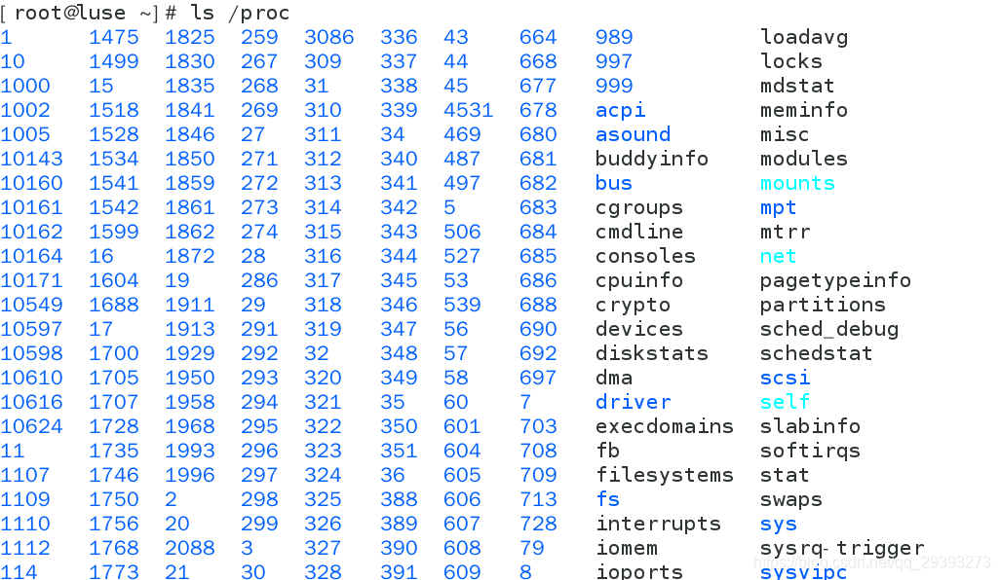 [ root@luse ~] # ls /proc
1 1475 1825 259 3086 336 43 664 989 loadavg
10 1499 1830 267 309 337 44 668 997 locks
1000 15 1835 268 31 338 45 677 999 mdstat
1002 1518 1841 269 310 339 4531 678 acpi meminfo
1005 1528 1846 27 311 34 469 680 asound misc
10143 1534 1850 271 312 340 487 681 buddyinfo modules
10160 1541 1859 272 313 341 497 682 bus mounts
10161 1542 1861 273 314 342 5 683 cgroups mpt
10162 1599 1862 274 315 343 506 684 cmdline mtrr
10164 16 1872 28 316 344 527 685 consoles net
10171 1604 19 286 317 345 53 686 cpuinfo pagetypeinfo
10549 1688 1911 29 318 346 539 688 crypto partitions
10597 17 1913 291 319 347 56 690 devices sched_debug
10598 1700 1929 292 32 348 57 692 diskstats schedstat
10610 1705 1950 293 320 349 58 697 dma scsi
10616 1707 1958 294 321 35 60 7 driver self
10624 1728 1968 295 322 350 601 703 execdomains slabinfo
11 1735 1993 296 323 351 604 708 fb softirqs
1107 1746 1996 297 324 36 605 709 filesystems stat
1109 1750 2 298 325 388 606 713 fs swaps
1110 1756 20 299 326 389 607 728 interrupts sys
1112 1768 2088 3 327 390 608 79 iomem sysrq-trigger
114 1773 21 30 328 391 609 8 ioports sysvipc
https://blog.csdn.net/qq_29393273